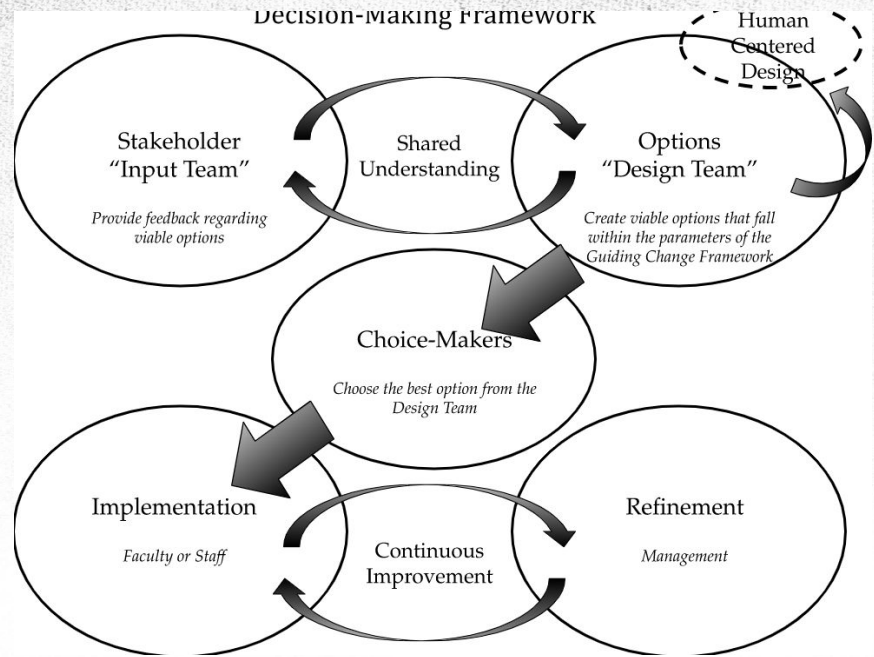 Decision-Making Framework
Human
Centered
Design
Stakeholder
“Input Team”
Provide feedback regarding
viable options
Shared
Understanding
Options
“Design Team”
Create viable options that fall
within the parameters of the
Guiding Change Framework
Choice-Makers
Choose the best option from the
Design Team
Implementation
Faculty or Staff
Continuous
Improvement
Refinement
Management